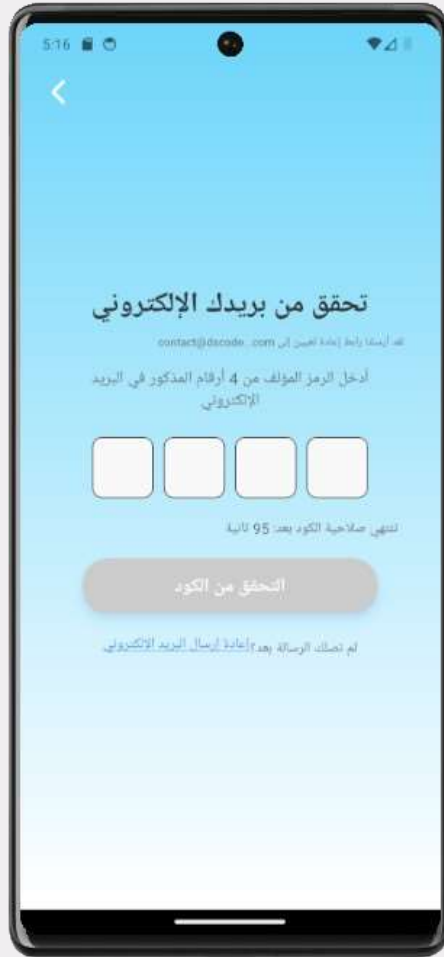 5:16
تحقق من بريدك الإلكتروني
لقد أرسلنا رابط إعادة تعيين إلى contact@dscode..com
أدخل الرمز المؤلف من 4 أرقام المذكور في البريد
الإلكتروني.
تنتهي صلاحية الكود بعد: 95 ثانية
التحقق من الكود
لم تصلك الرسالة بعد؟ إعادة إرسال البريد الإلكتروني